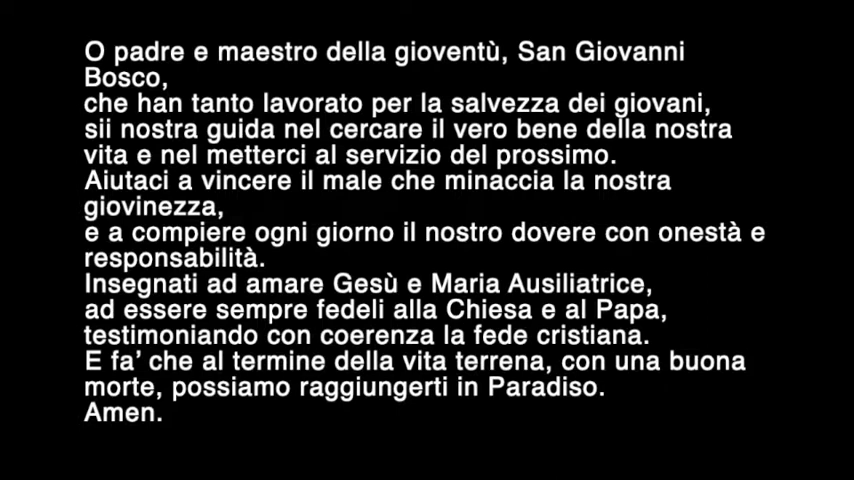 O padre e maestro della gioventù, San Giovanni
Bosco,
che han tanto lavorato per la salvezza dei giovani,
sii nostra guida nel cercare il vero bene della nostra
vita e nel metterci al servizio del prossimo.
Aiutaci a vincere il male che minaccia la nostra
giovinezza,
e a compiere ogni giorno il nostro dovere con onestà e
responsabilità.
Insegnati ad amare Gesù e Maria Ausiliatrice,
ad essere sempre fedeli alla Chiesa e al Papa,
testimoniando con coerenza la fede cristiana.
E fa’ che al termine della vita terrena, con una buona
morte, possiamo raggiungerti in Paradiso.
Amen.